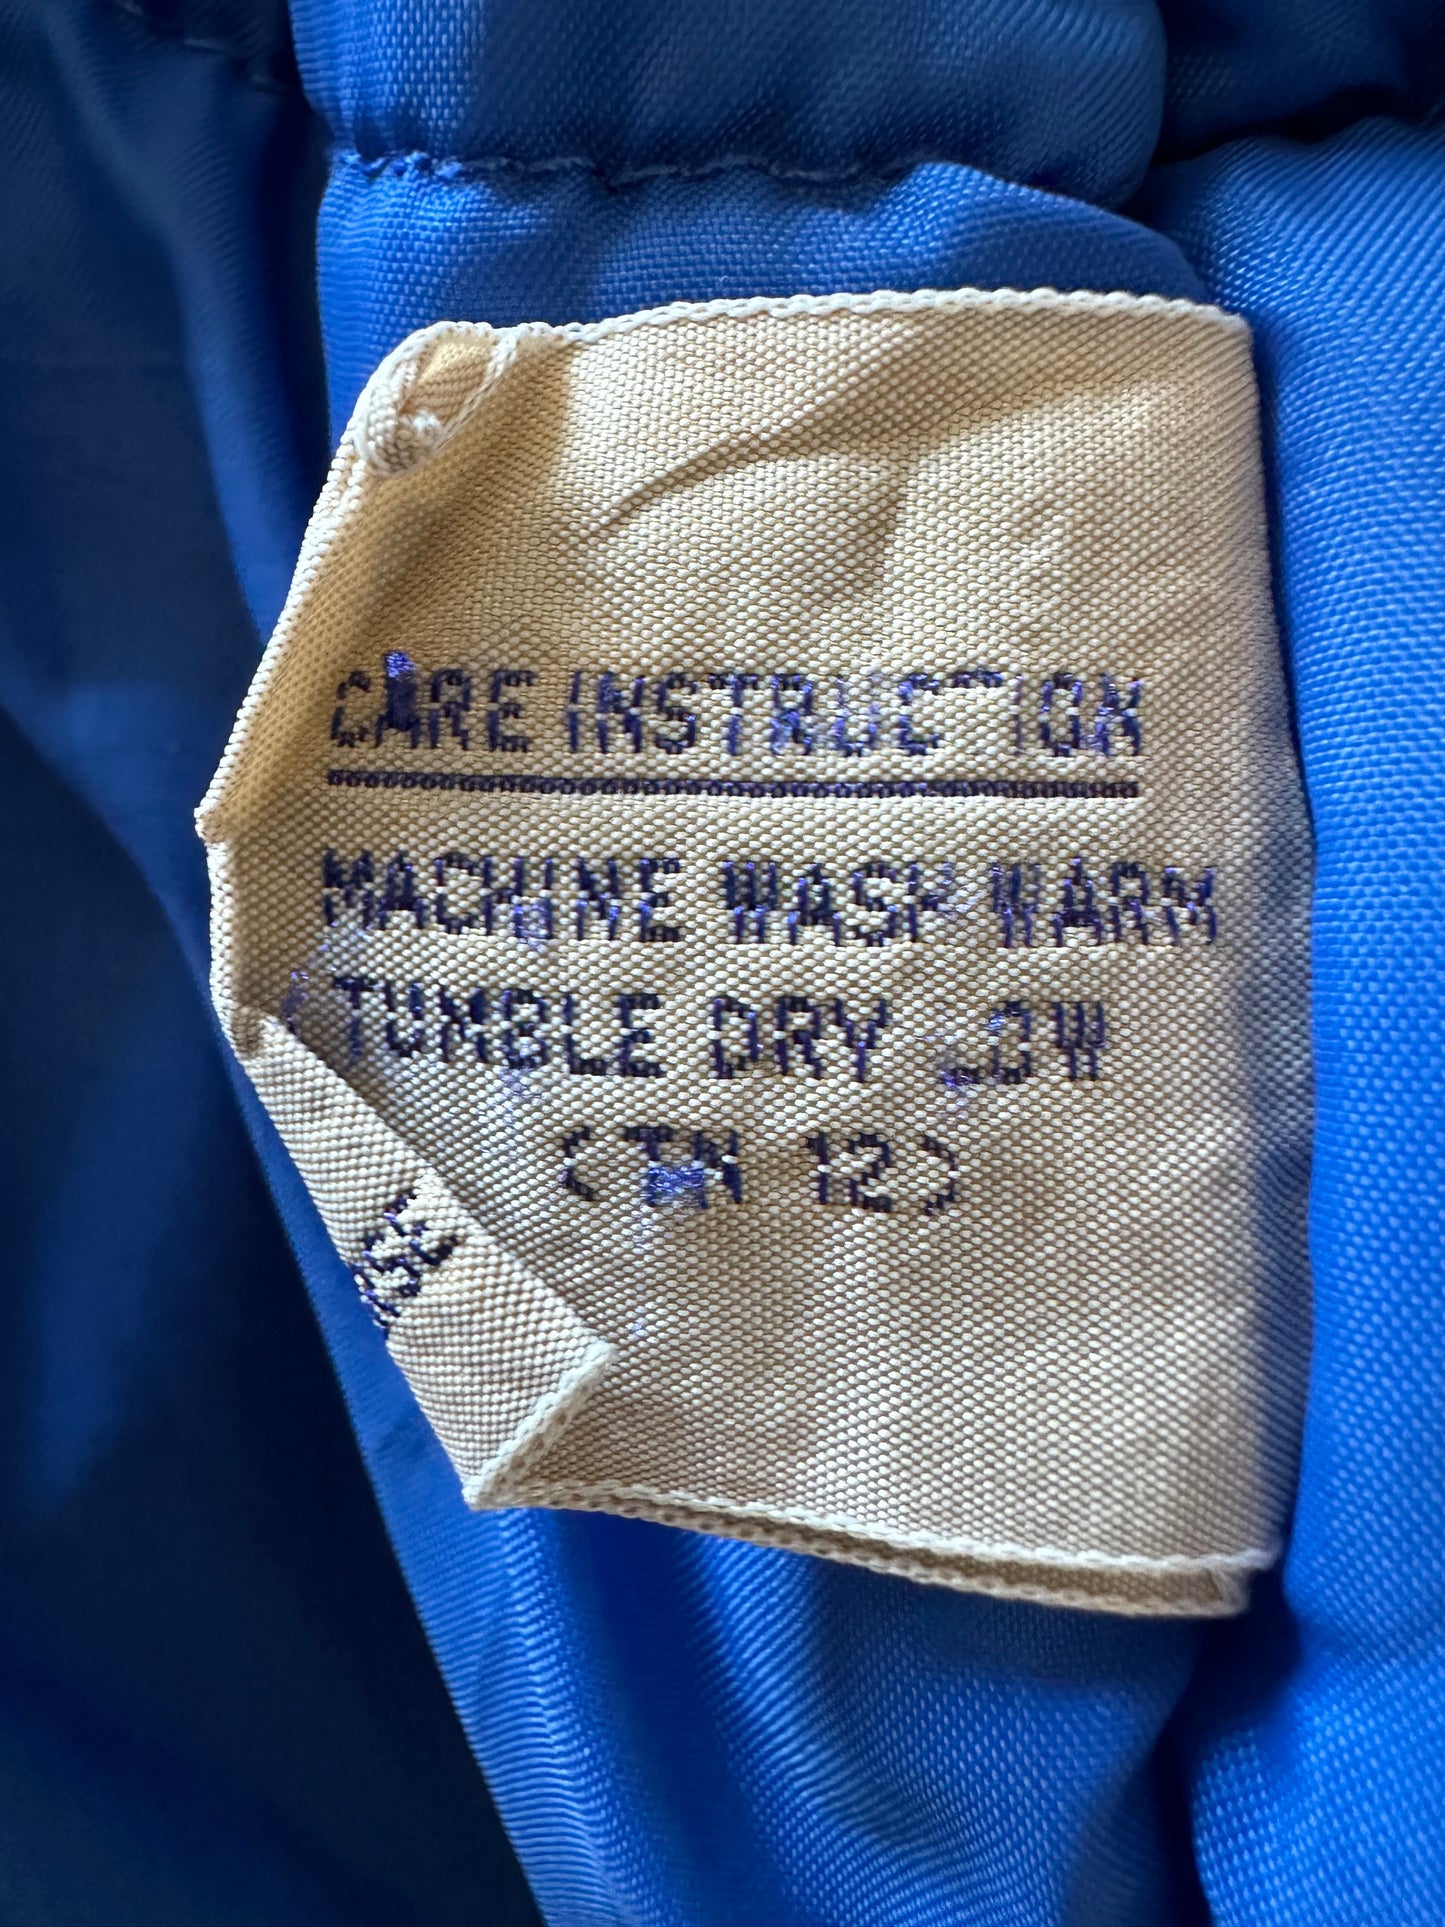 CARE INSTRUCTION
MACHINE WASH WARM
TUMBLE DRY LOW
(TN 12)